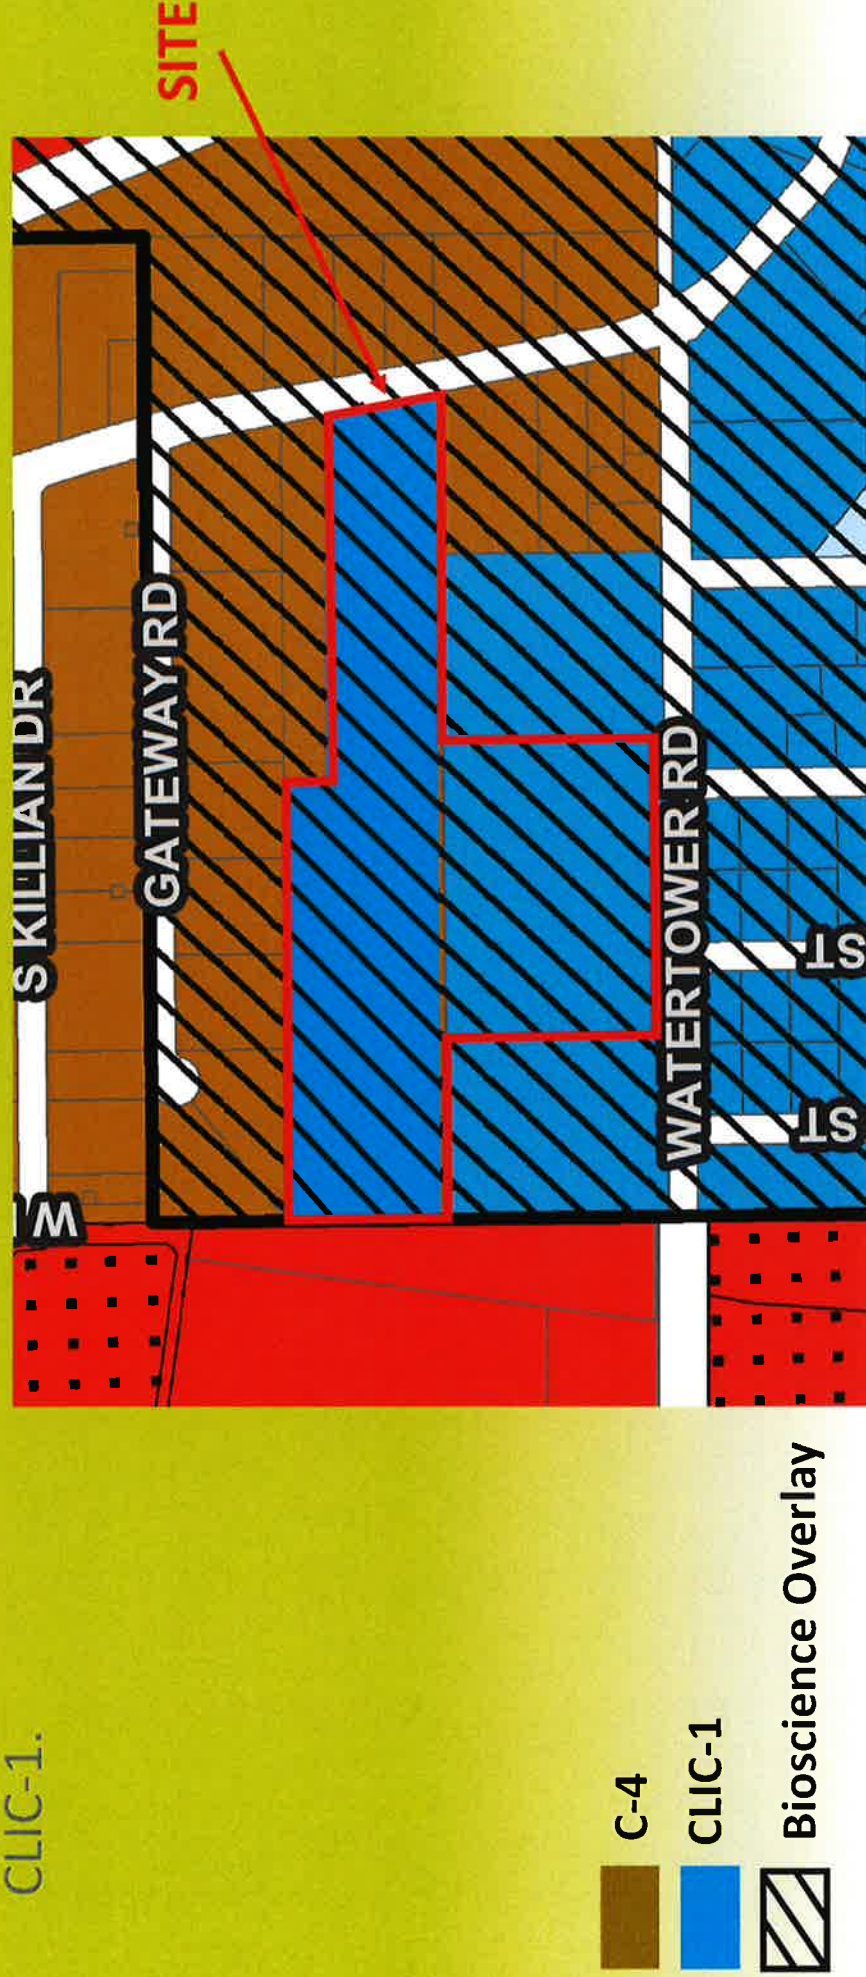 CLIC-1.
SITE
S KILLIAN DR
W
GATEWAY RD
WATERTOWER RD
ST
ST
C-4
CLIC-1
Bioscience Overlay